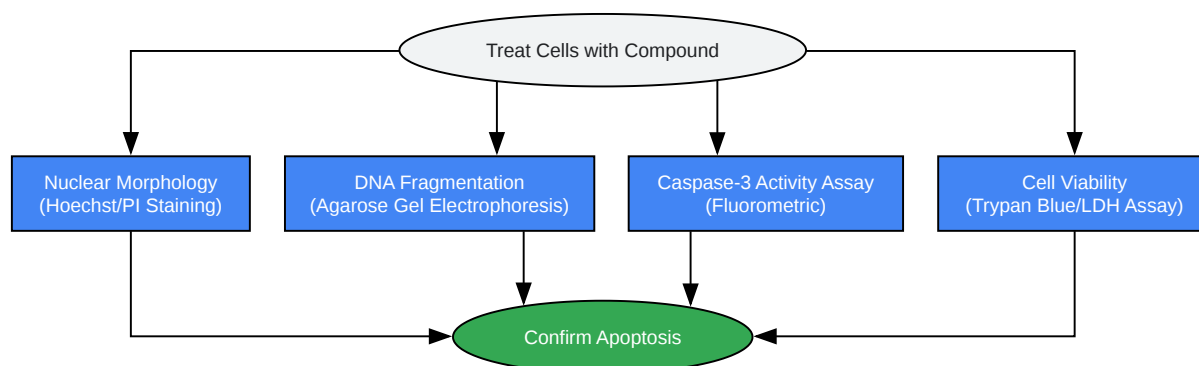 Treat Cells with Compound
Nuclear Morphology
(Hoechst/PI Staining)
DNA Fragmentation
(Agarose Gel Electrophoresis)
Caspase-3 Activity Assay
(Fluorometric)
Cell Viability
(Trypan Blue/LDH Assay)
Confirm Apoptosis